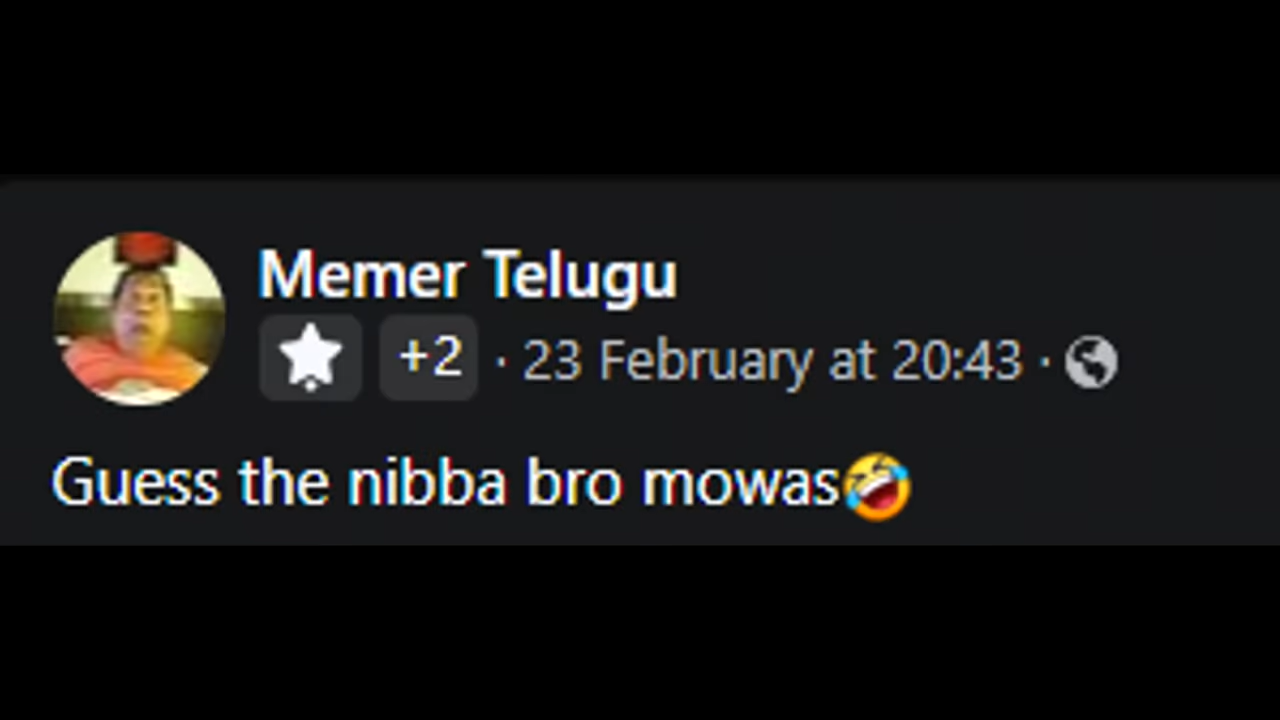 Memer Telugu
+2 · 23 February at 20:43 ·
Guess the nibba bro mowas🤣